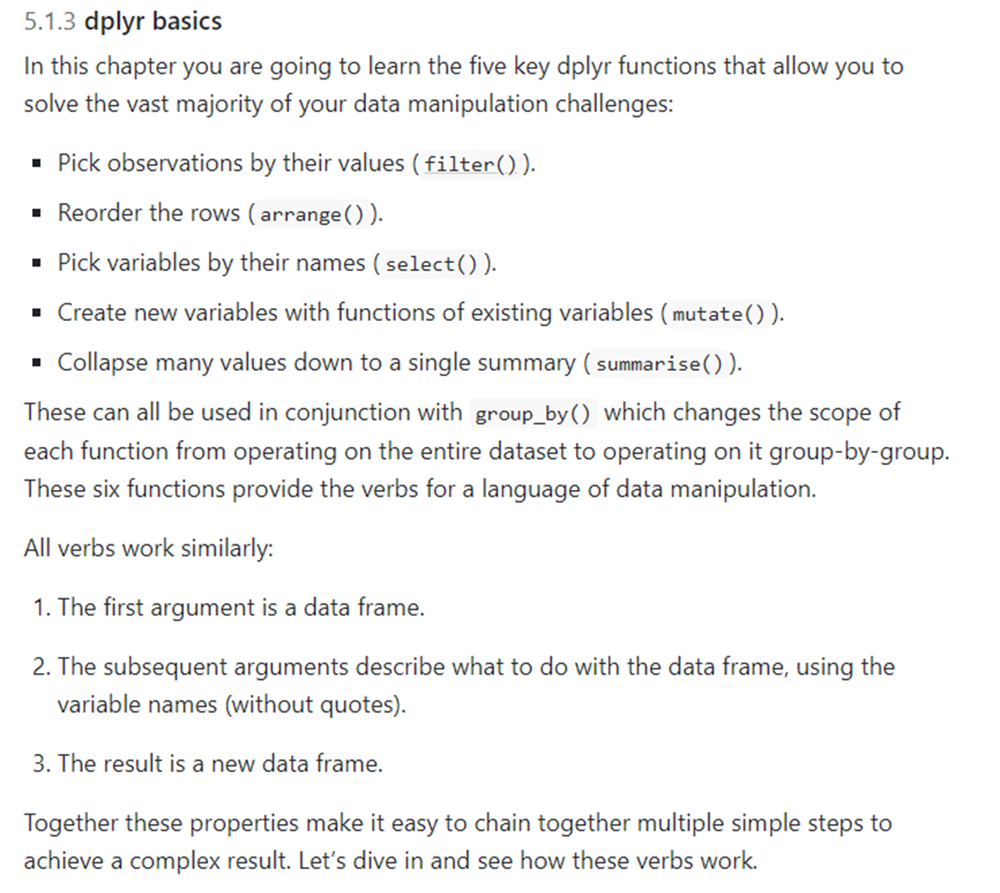 5.1.3 dplyr basics
In this chapter you are going to learn the five key dplyr functions that allow you to
solve the vast majority of your data manipulation challenges:
▪ Pick observations by their values (filter()).
▪ Reorder the rows (arrange()).
▪ Pick variables by their names (select()).
▪ Create new variables with functions of existing variables (mutate()).
▪ Collapse many values down to a single summary (summarise()).
These can all be used in conjunction with group_by() which changes the scope of
each function from operating on the entire dataset to operating on it group-by-group.
These six functions provide the verbs for a language of data manipulation.
All verbs work similarly:
1. The first argument is a data frame.
2. The subsequent arguments describe what to do with the data frame, using the
variable names (without quotes).
3. The result is a new data frame.
Together these properties make it easy to chain together multiple simple steps to
achieve a complex result. Let’s dive in and see how these verbs work.